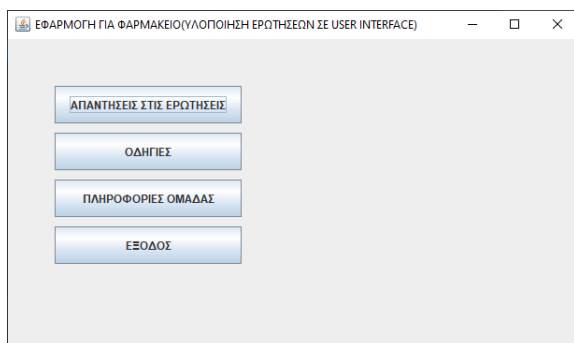 ΕΦΑΡΜΟΓΗ ΓΙΑ ΦΑΡΜΑΚΕΙΟ(ΥΛΟΠΟΙΗΣΗ ΕΡΩΤΗΣΕΩΝ ΣΕ USER INTERFACE)
ΑΠΑΝΤΗΣΕΙΣ ΣΤΙΣ ΕΡΩΤΗΣΕΙΣ
ΟΔΗΓΙΕΣ
ΠΛΗΡΟΦΟΡΙΕΣ ΟΜΑΔΑΣ
ΕΞΟΔΟΣ